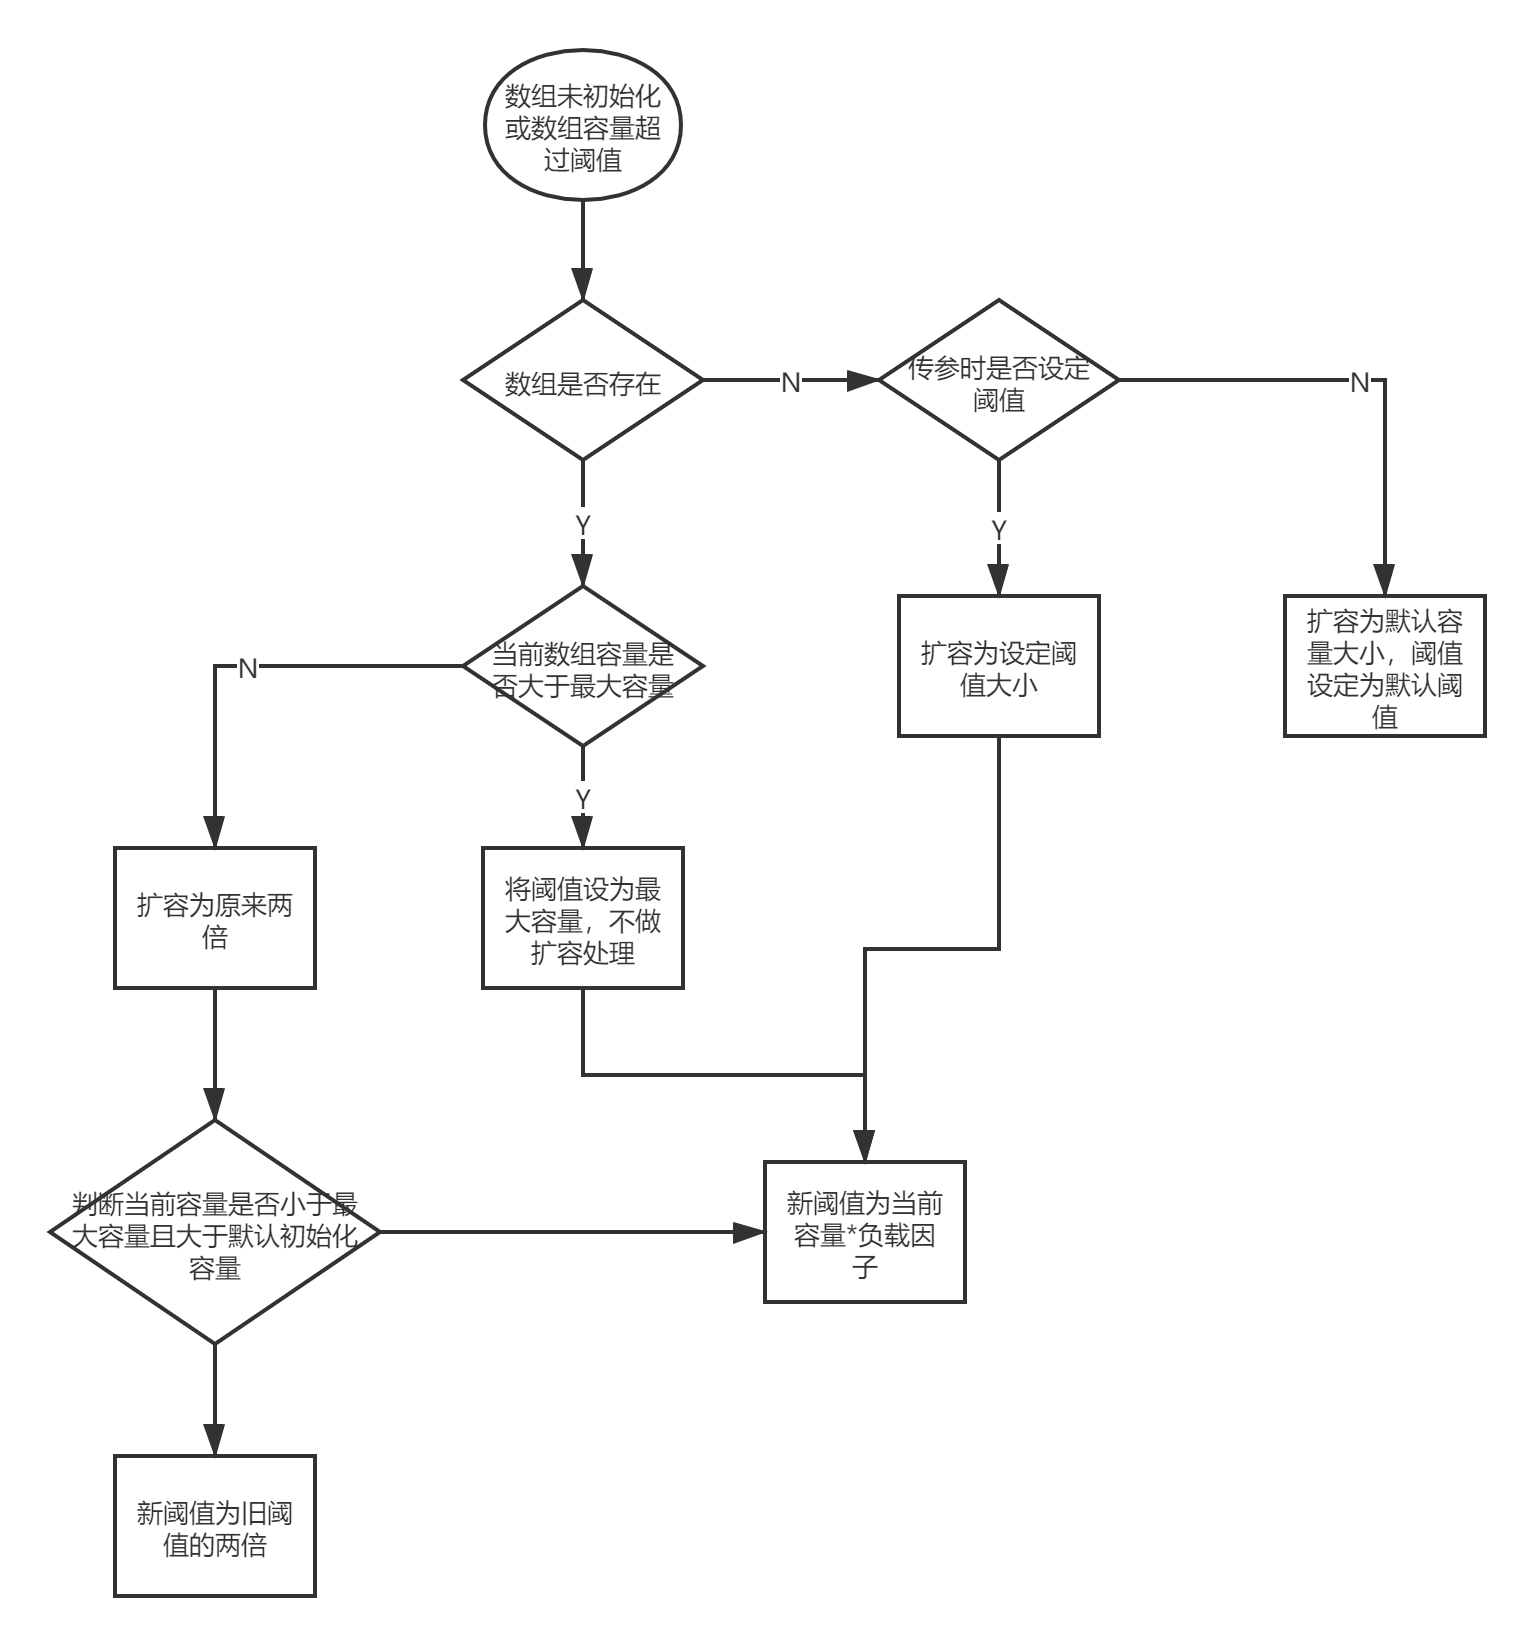 数组未初始化
或数组容量超
过阈值
数组是否存在
N
传参时是否设定
阈值
N
Y
Y
当前数组容量是
否大于最大容量
N
扩容为设定阈
值大小
扩容为默认容
量大小，阈值
设定为默认阈
值
Y
扩容为原来两
倍
将阈值设为最
大容量，不做
扩容处理
判断当前容量是否小于最
大容量且大于默认初始化
容量
新阈值为当前
容量*负载因
子
新阈值为旧阈
值的两倍